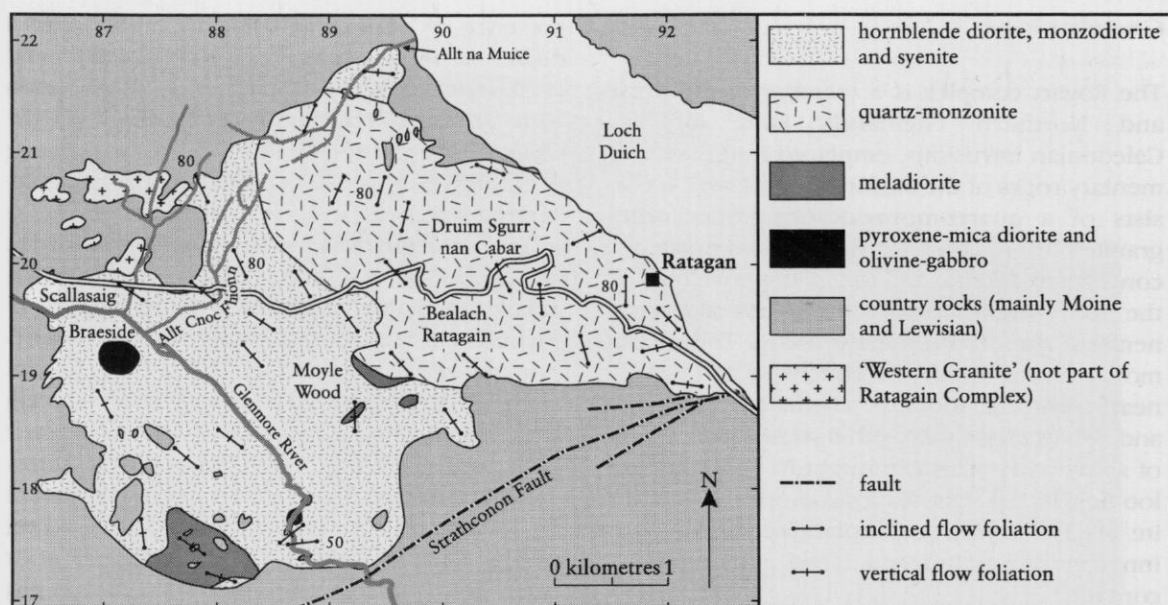 87
88
89
90
91
92
22
21
20
19
18
17
Allt na Muice
Loch
Duich
80
80
Druim Sgurr
nan Cabar
Ratagan
80
80
Scallasaig
Braeside
Allt Cnoc Fhionn
Bealach
Ratagain
Moyle
Wood
Glenmore River
Strathconon Fault
50
N
0 kilometres 1
hornblende diorite, monzodiorite
and syenite
quartz-monzonite
meladiorite
pyroxene-mica diorite and
olivine-gabbro
country rocks (mainly Moine
and Lewisian)
'Western Granite' (not part of
Ratagain Complex)
fault
inclined flow foliation
vertical flow foliation